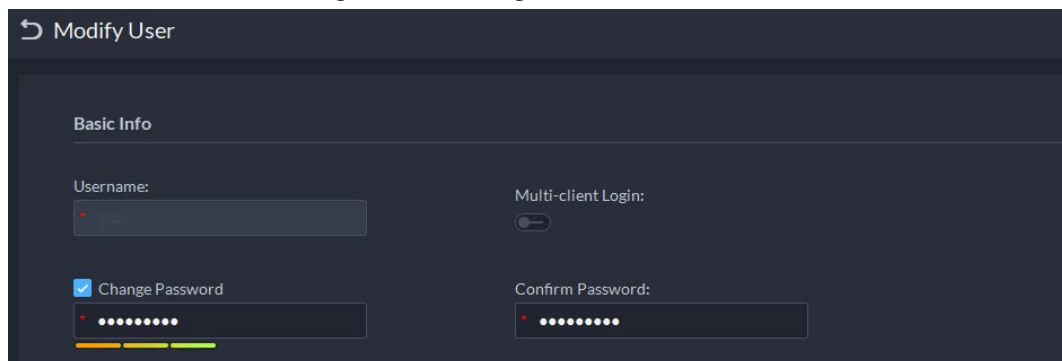 Modify User
Basic Info
Username:
Multi-client Login:
*
Change Password
Confirm Password:
* ●●●●●●●●●
* ●●●●●●●●●